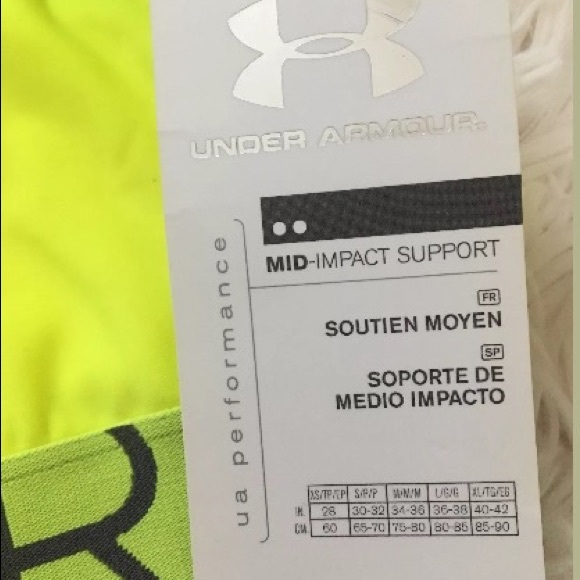 UNDER ARMOUR.
ua performance
MID-IMPACT SUPPORT
FR
SOUTIEN MOYEN
SP
SOPORTE DE
MEDIO IMPACTO
XS/TP/EP S/P/P M/M/M L/G/G XL/TG/EG
IN. 28 30-32 34-36 36-38 40-42
CM. 60 65-70 75-80 80-85 85-90
R